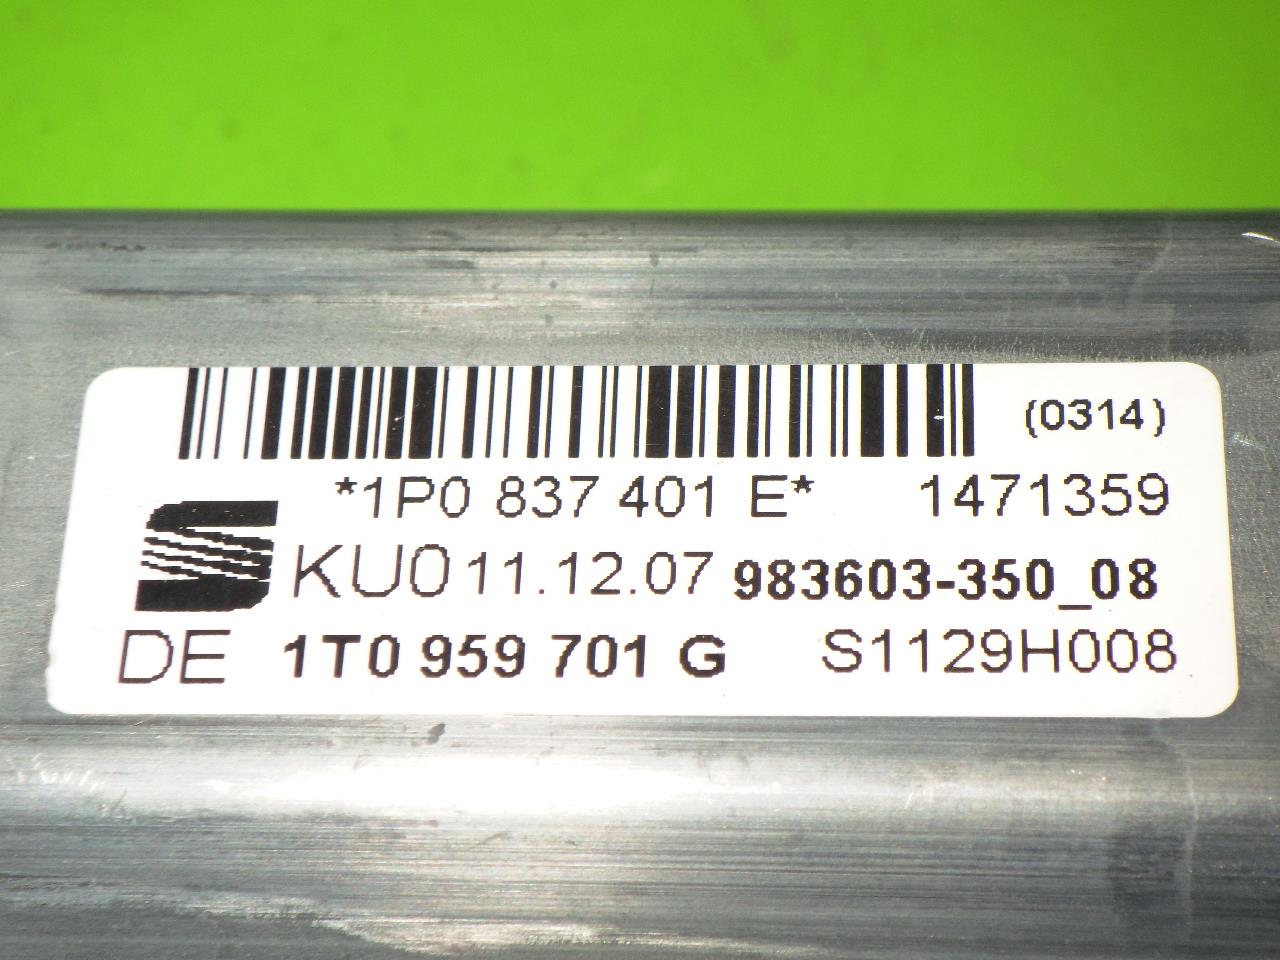 (0314)
*1P0 837 401 E* 1471359
KU0 11.12.07 983603-350_08
DE 1T0 959 701 G S1129H008